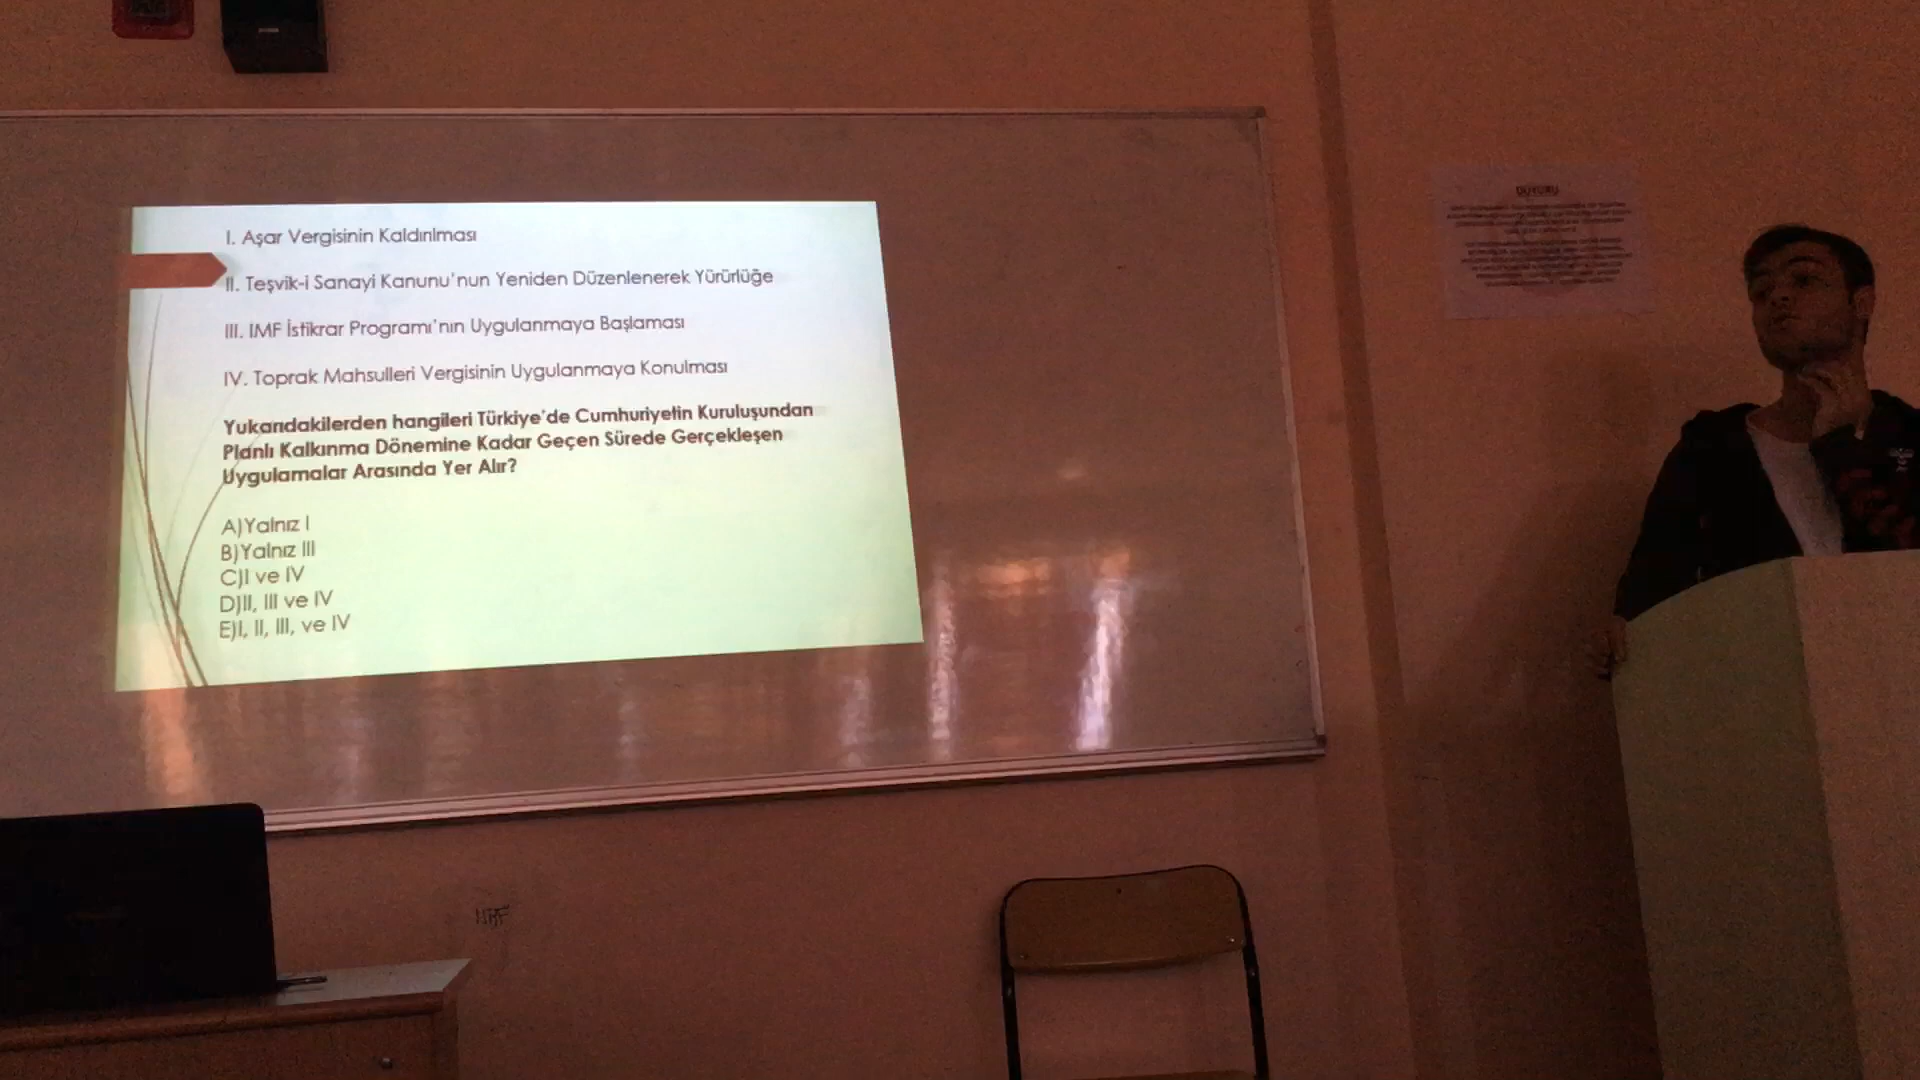 I. Aşar Vergisinin Kaldırılması
II. Teşvik-i Sanayi Kanunu'nun Yeniden Düzenlenerek Yürürlüğe
III. IMF İstikrar Programı'nın Uygulanmaya Başlaması
IV. Toprak Mahsulleri Vergisinin Uygulanmaya Konulması
Yukarıdakilerden hangileri Türkiye'de Cumhuriyetin Kuruluşundan
Planlı Kalkınma Dönemine Kadar Geçen Sürede Gerçekleşen
Uygulamalar Arasında Yer Alır?
A)Yalnız I
B)Yalnız III
C)I ve IV
D)II, III ve IV
E)I, II, III, ve IV
DUYURU